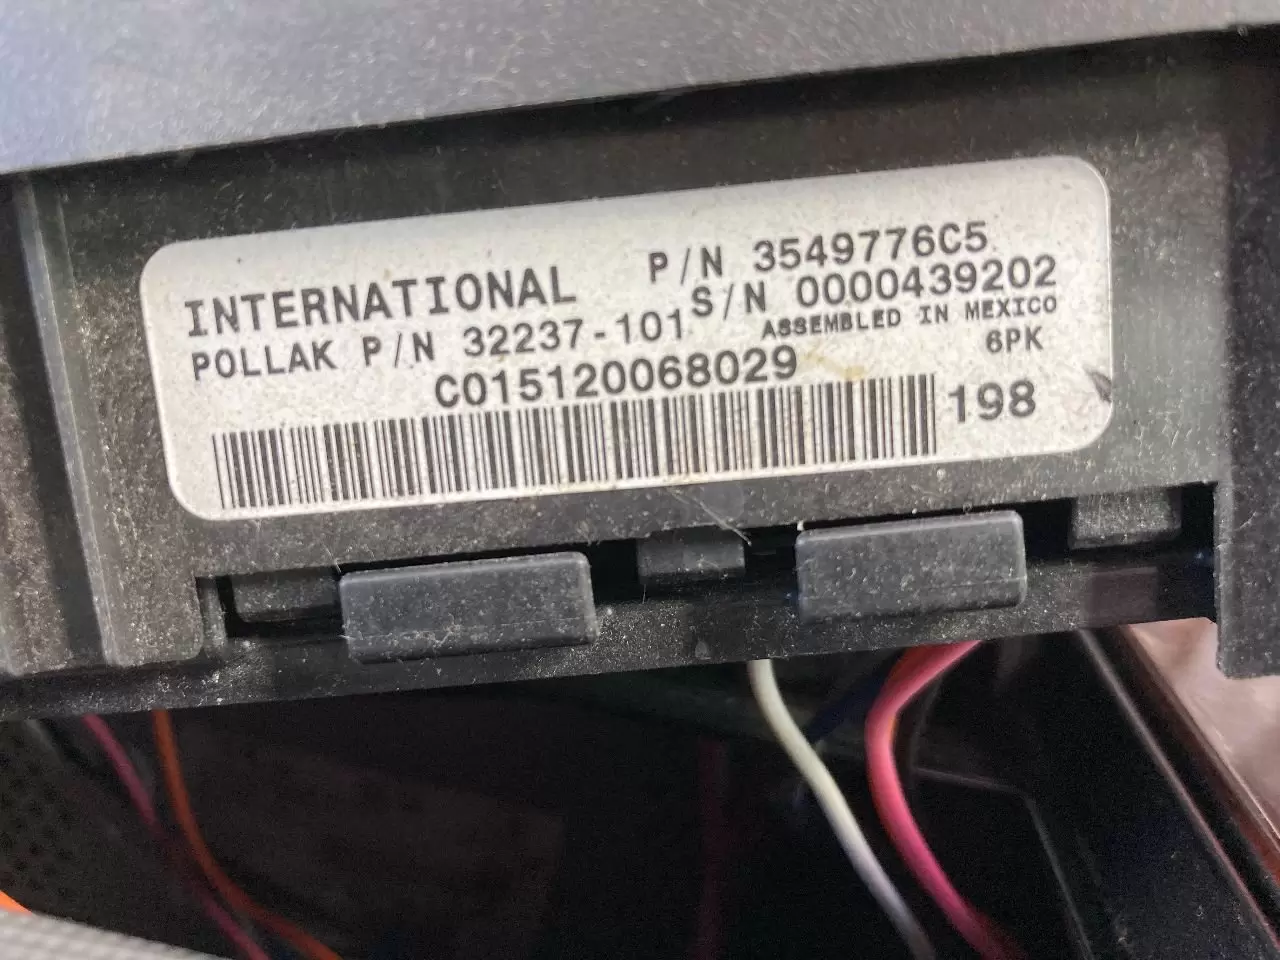 INTERNATIONAL P/N 3549776C5
POLLAK P/N 32237-101 S/N 0000439202
ASSEMBLED IN MEXICO
C015120068029 6PK
198